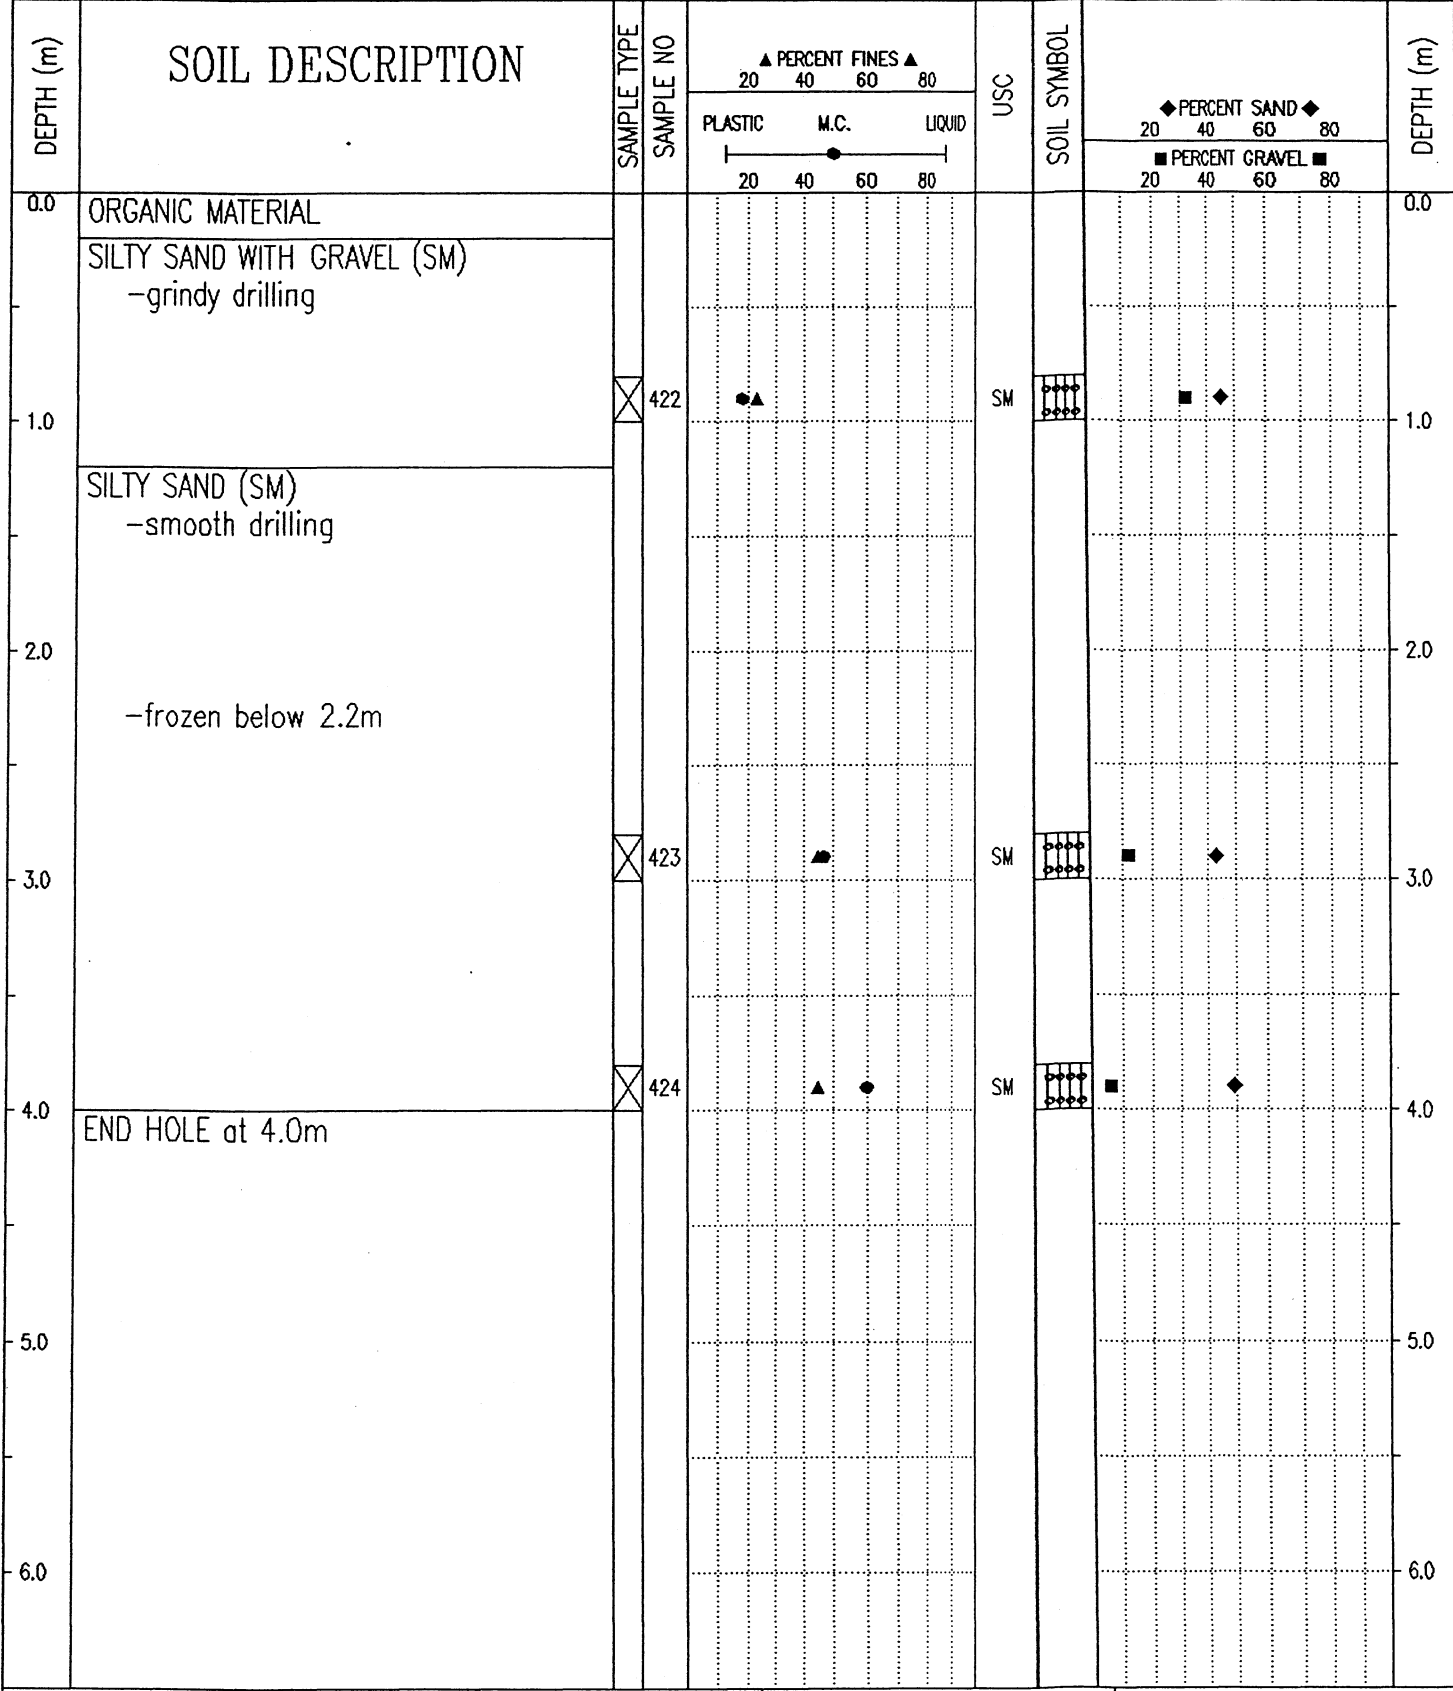 DEPTH (m)
SOIL DESCRIPTION
SAMPLE TYPE
SAMPLE NO
▲ PERCENT FINES ▲
20 40 60 80
PLASTIC M.C. LIQUID
20 40 60 80
USC
SOIL SYMBOL
◆ PERCENT SAND ◆
20 40 60 80
■ PERCENT GRAVEL ■
20 40 60 80
DEPTH (m)
0.0 ORGANIC MATERIAL 0.0
SILTY SAND WITH GRAVEL (SM)
-grindy drilling
422 SM
1.0 1.0
SILTY SAND (SM)
-smooth drilling
2.0 2.0
-frozen below 2.2m
423 SM
3.0 3.0
424 SM
4.0 4.0
END HOLE at 4.0m
5.0 5.0
6.0 6.0